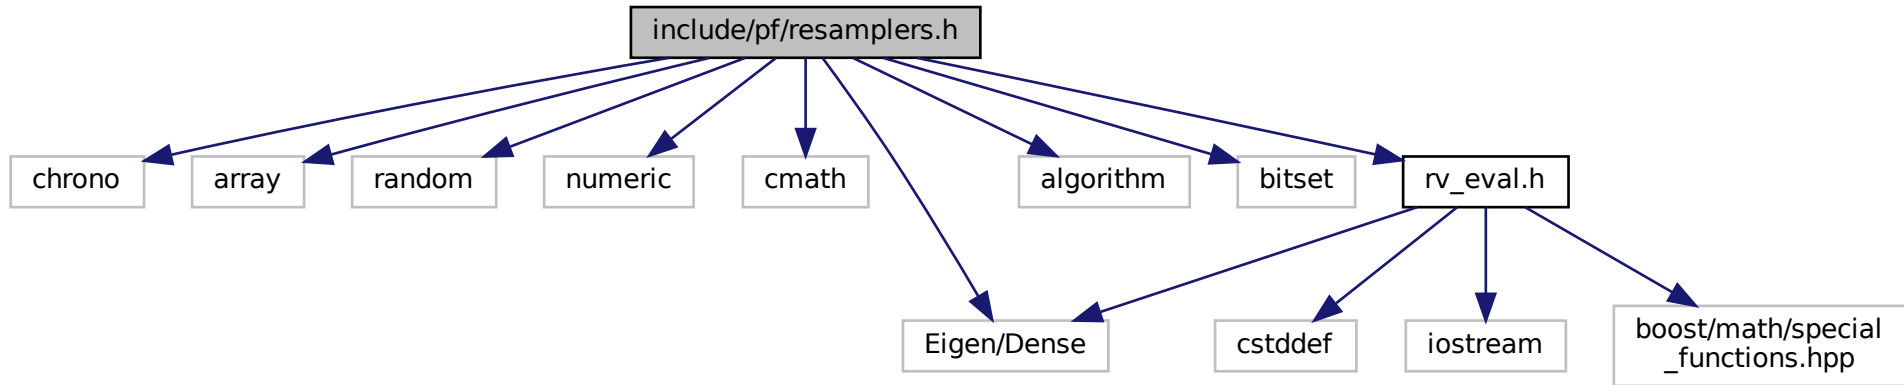 include/pf/resamplers.h
chrono
array
random
numeric
cmath
algorithm
bitset
rv_eval.h
Eigen/Dense
cstddef
iostream
boost/math/special
_functions.hpp